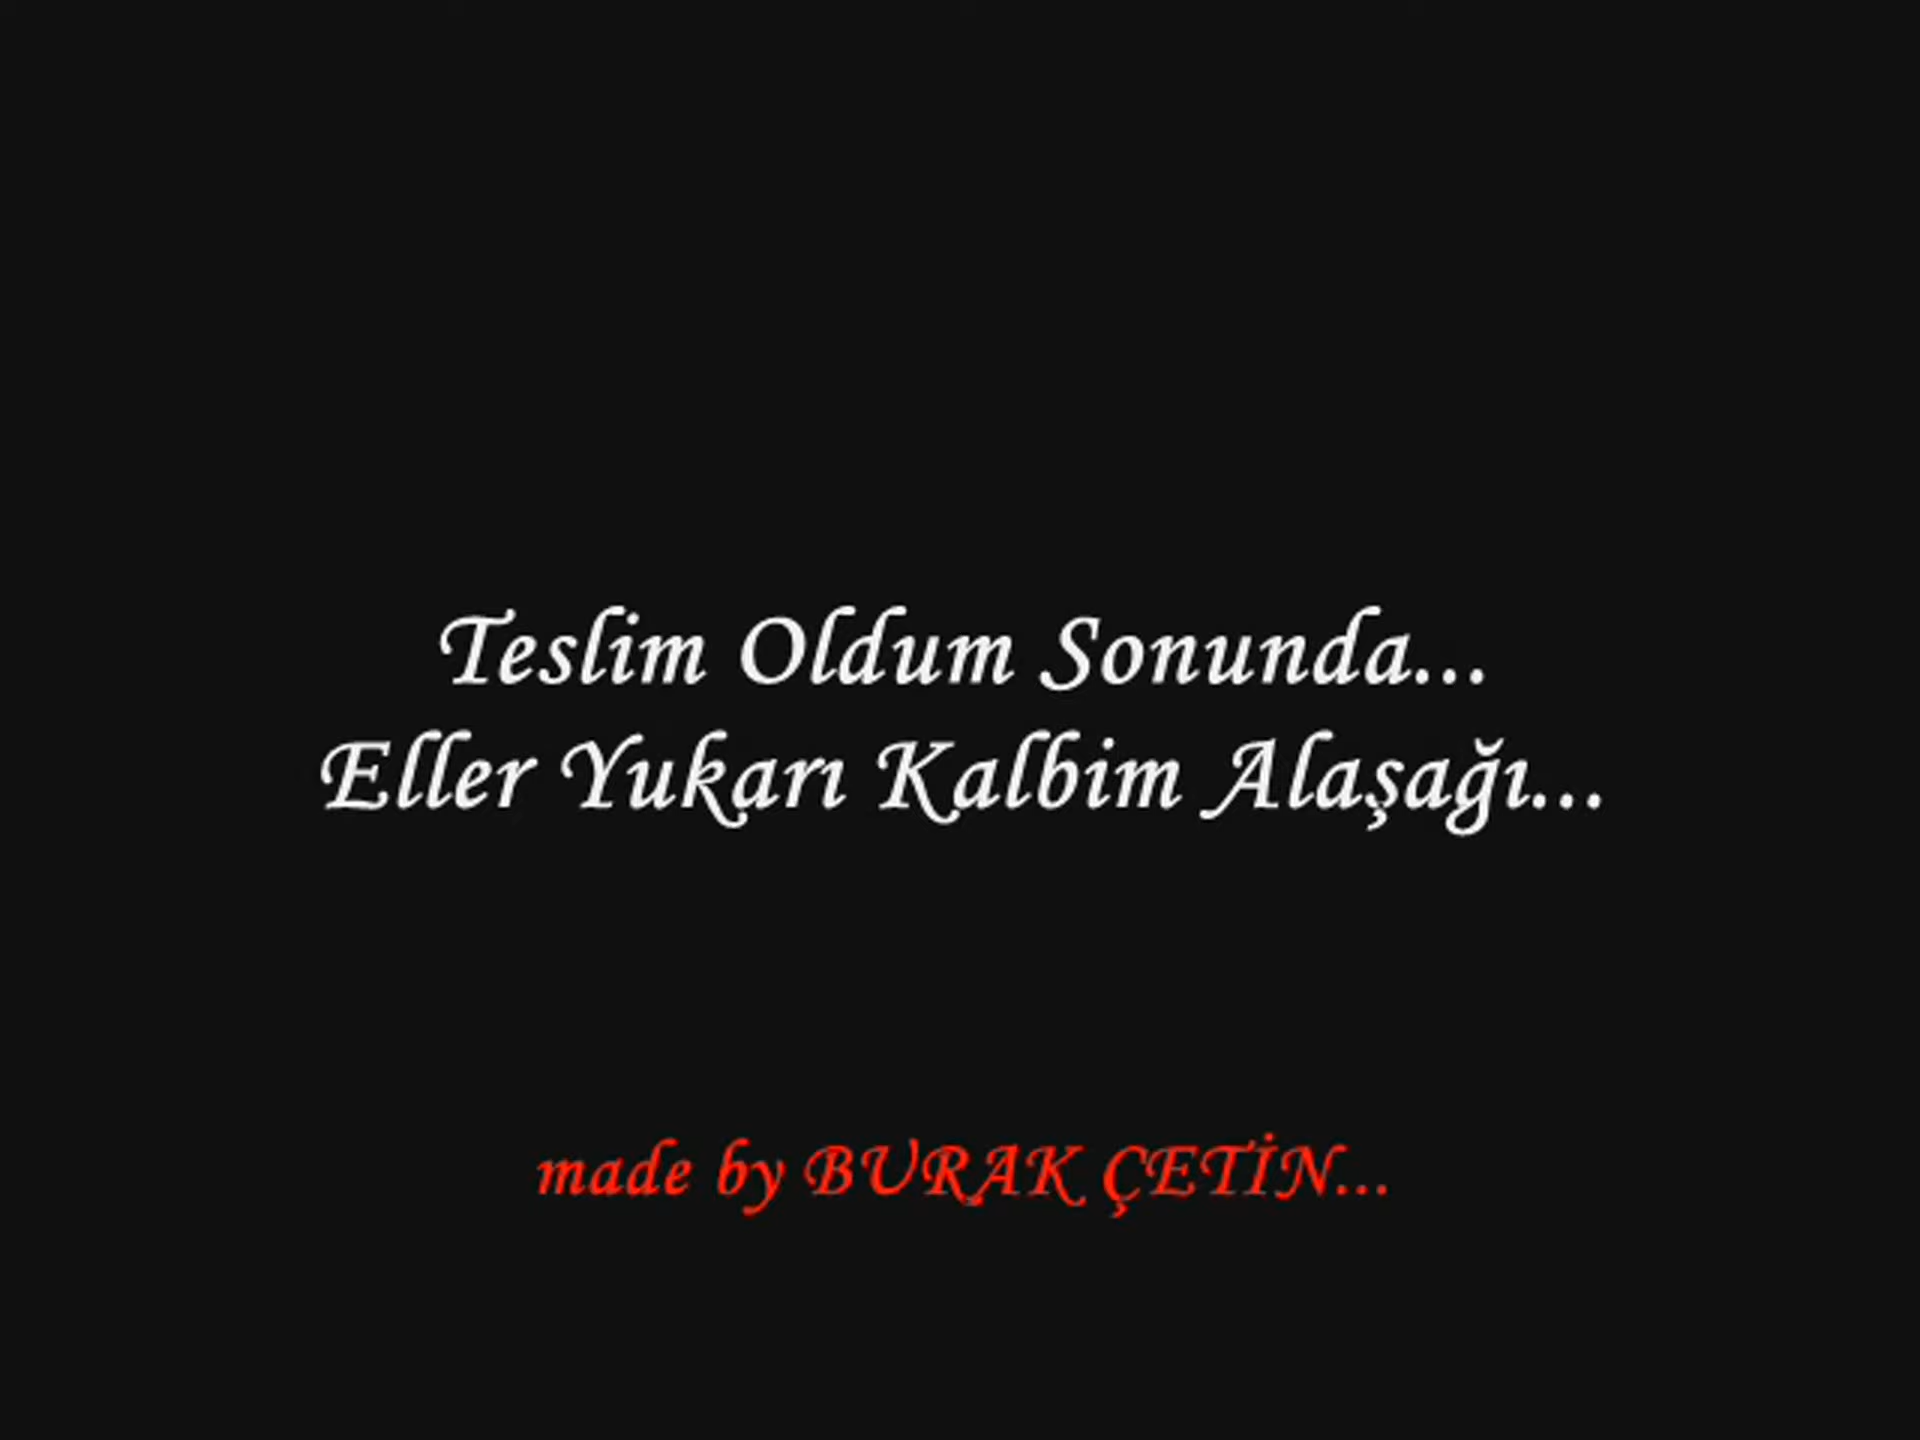 Teslim Oldum Sonunda...
Eller Yukarı Kalbim Alaşağı...
made by BURAK ÇETİN...